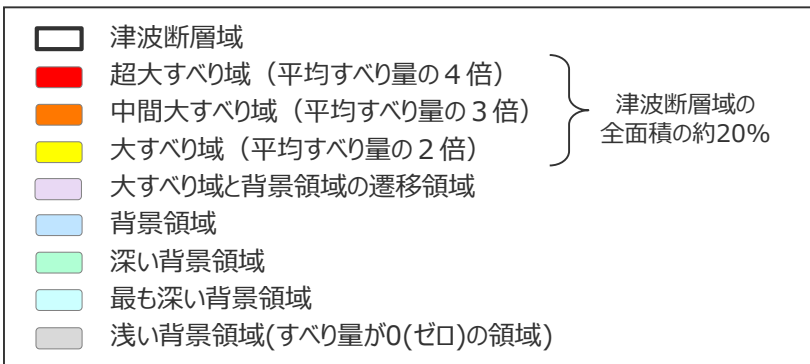 津波断層域
超大すべり域（平均すべり量の４倍）
中間大すべり域（平均すべり量の３倍）
大すべり域（平均すべり量の２倍）
大すべり域と背景領域の遷移領域
背景領域
深い背景領域
最も深い背景領域
浅い背景領域(すべり量が0(ゼロ)の領域)
津波断層域の
全面積の約20%